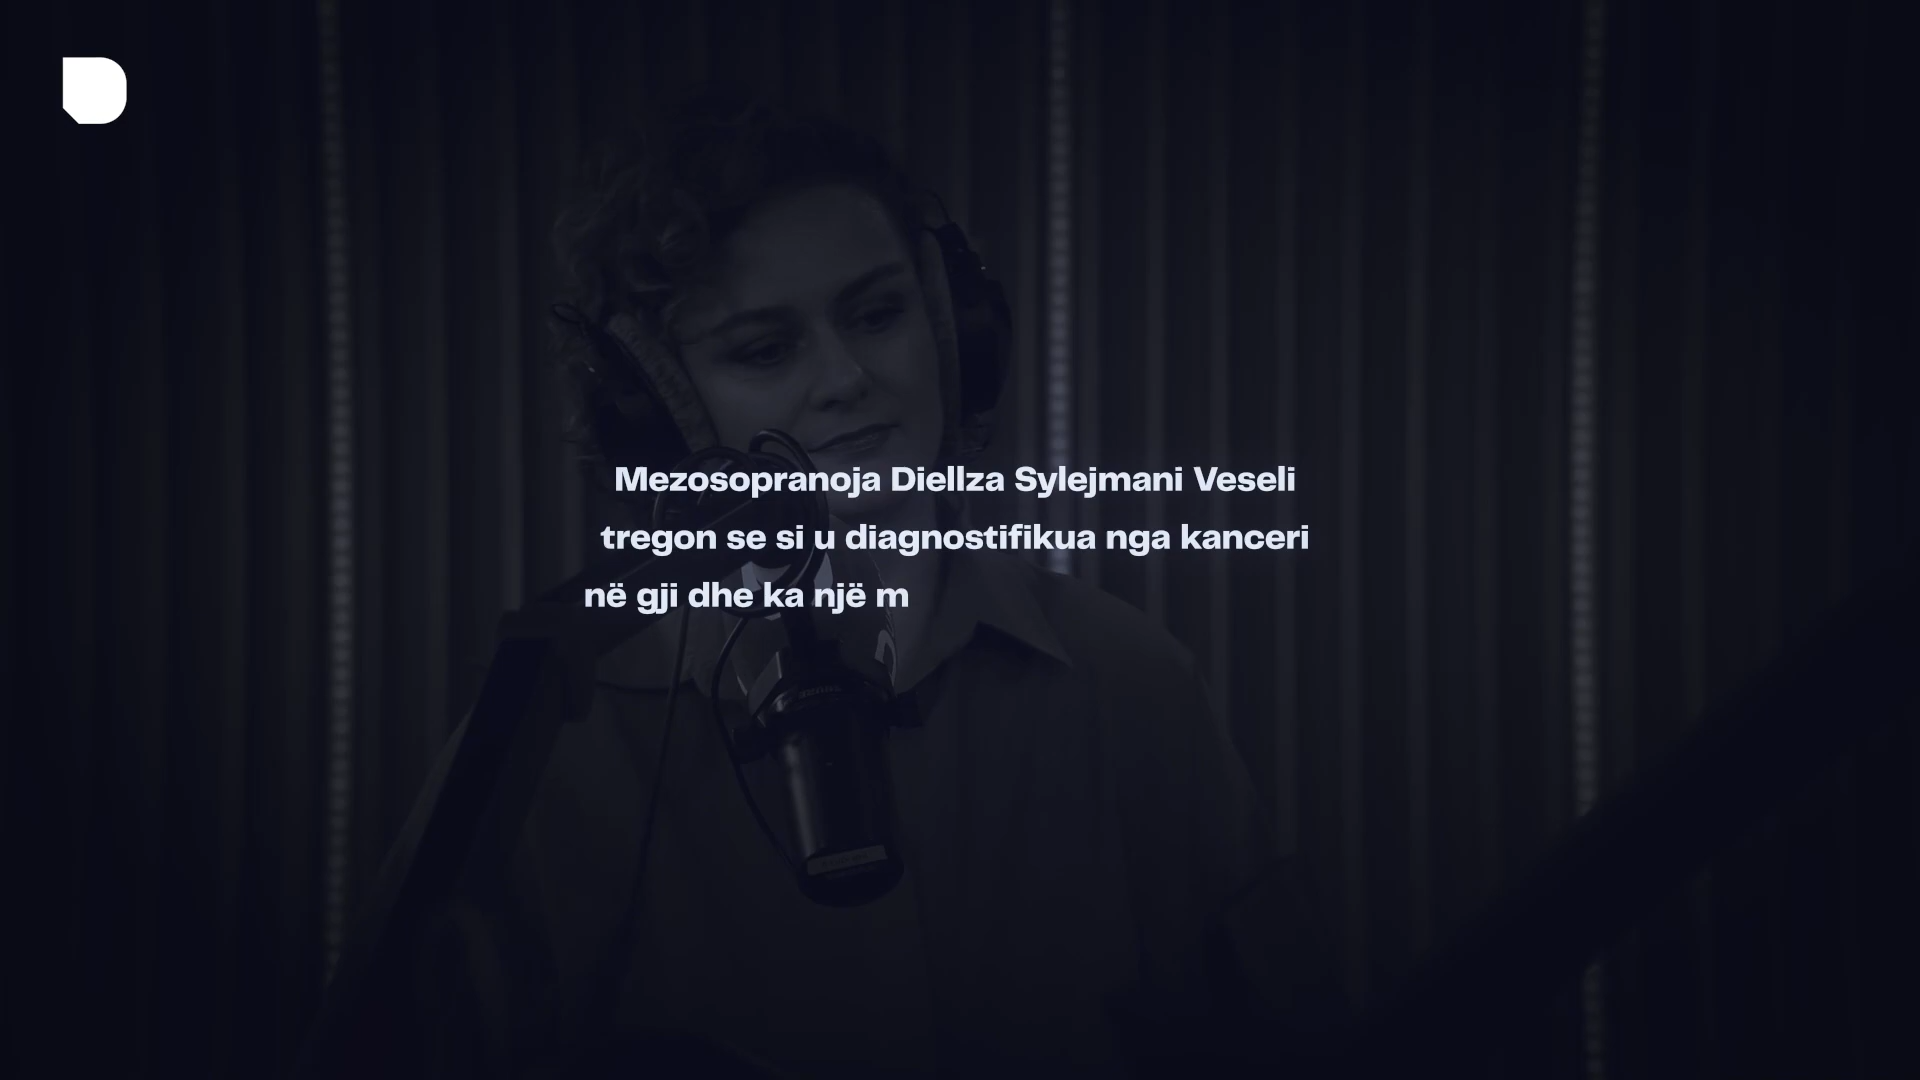 Mezosopranoja Diellza Sylejmani Veseli
tregon se si u diagnostifikua nga kanceri
në gji dhe ka një m